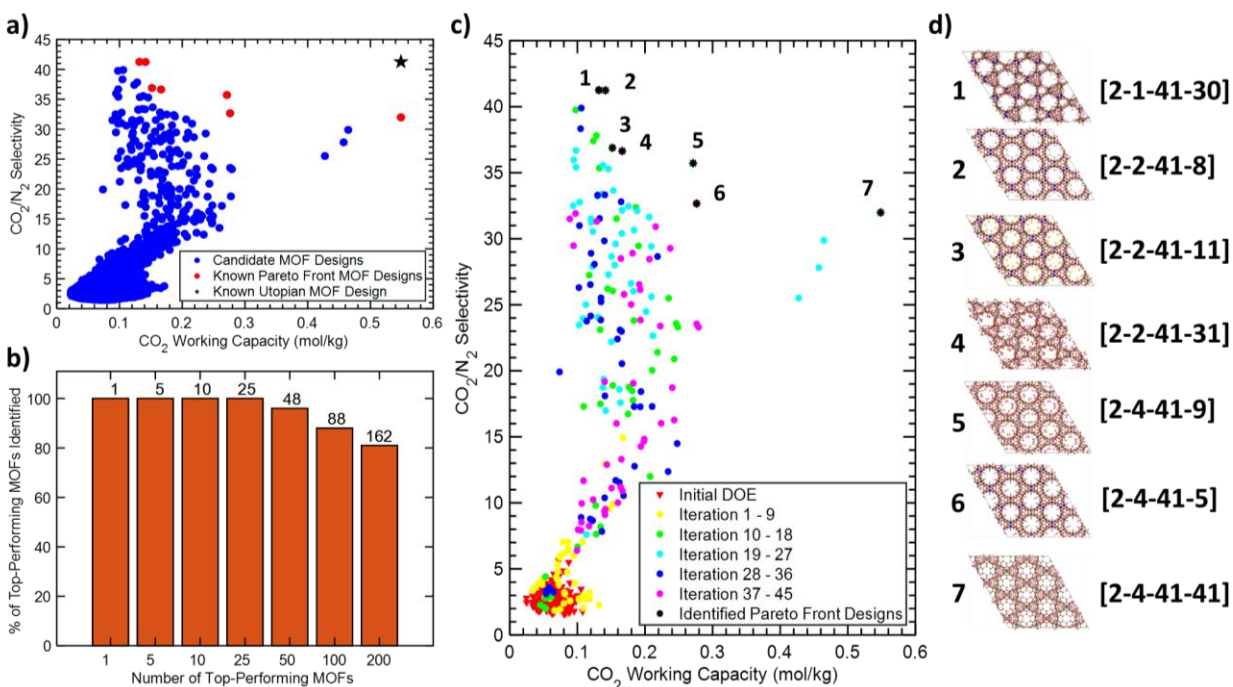 a)
45
40
35
30
25
20
15
10
5
0
0 0.1 0.2 0.3 0.4 0.5 0.6
CO₂/N₂ Selectivity
CO₂ Working Capacity (mol/kg)
Candidate MOF Designs
Known Pareto Front MOF Designs
Known Utopian MOF Design
b)
1 5 10 25 48 88 162
100
80
60
40
20
0
1 5 10 25 50 100 200
% of Top-Performing MOFs Identified
Number of Top-Performing MOFs
c)
45
40
35
30
25
20
15
10
5
0
0 0.1 0.2 0.3 0.4 0.5 0.6
CO₂/N₂ Selectivity
CO₂ Working Capacity (mol/kg)
1 2
3
4
5
6
7
Initial DOE
Iteration 1 - 9
Iteration 10 - 18
Iteration 19 - 27
Iteration 28 - 36
Iteration 37 - 45
Identified Pareto Front Designs
d)
1 [2-1-41-30]
2 [2-2-41-8]
3 [2-2-41-11]
4 [2-2-41-31]
5 [2-4-41-9]
6 [2-4-41-5]
7 [2-4-41-41]